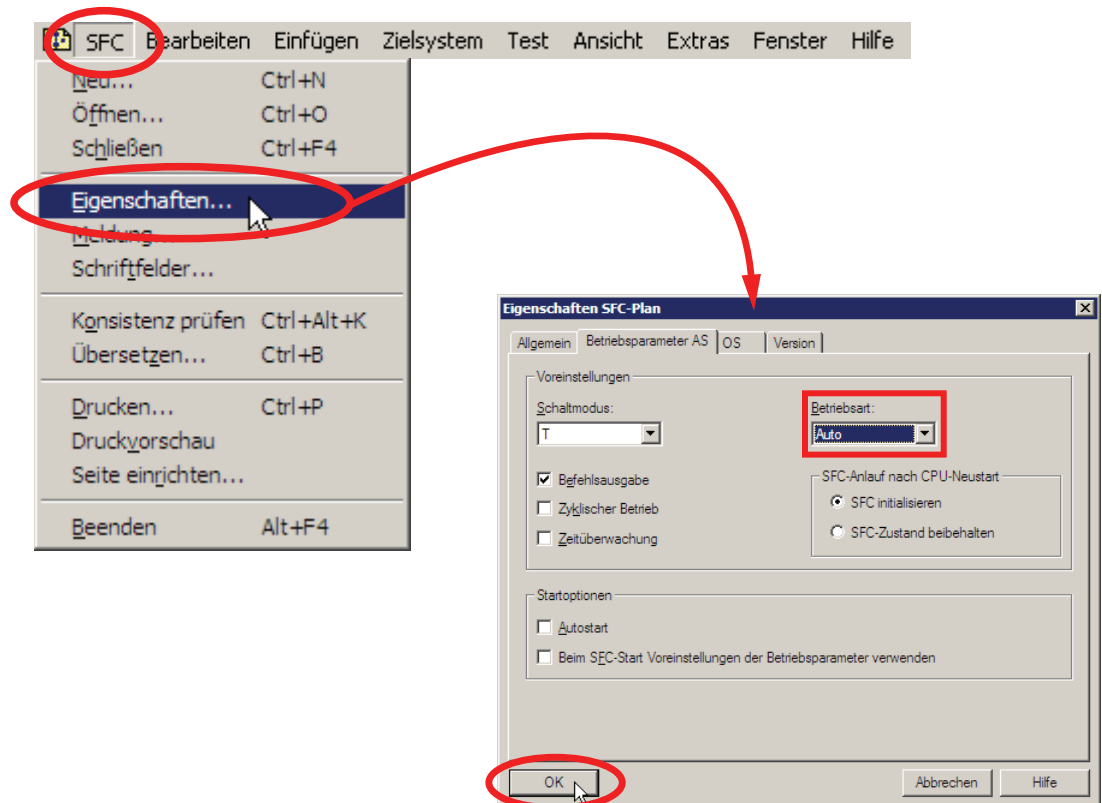 SFC Bearbeiten Einfügen Zielsystem Test Ansicht Extras Fenster Hilfe
Neu... Ctrl+N
Öffnen... Ctrl+O
Schließen Ctrl+F4
Eigenschaften...
Meldung...
Schriftfelder...
Konsistenz prüfen Ctrl+Alt+K
Übersetzen... Ctrl+B
Drucken... Ctrl+P
Druckvorschau
Seite einrichten...
Beenden Alt+F4
Eigenschaften SFC-Plan
Allgemein Betriebsparameter AS OS Version
Voreinstellungen
Schaltmodus: Betriebsart:
T Auto
Befehlsausgabe
Zyklischer Betrieb
Zeitüberwachung
SFC-Anlauf nach CPU-Neustart
SFC initialisieren
SFC-Zustand beibehalten
Startoptionen
Autostart
Beim SFC-Start Voreinstellungen der Betriebsparameter verwenden
OK Abbrechen Hilfe